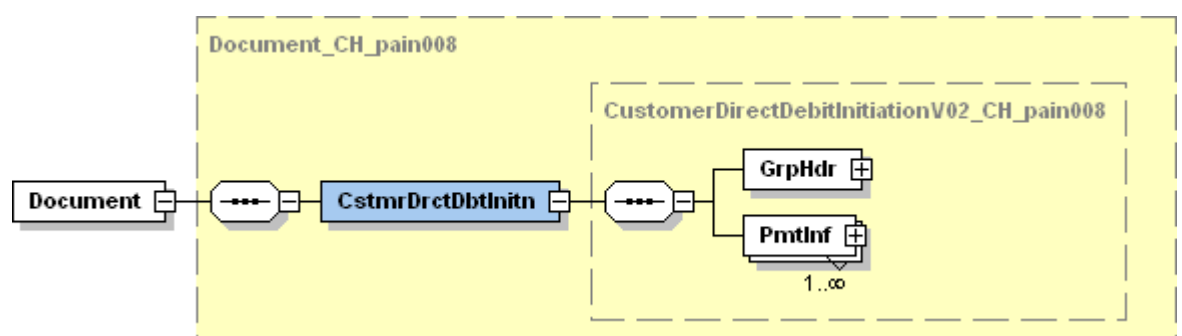 Document_CH_pain008
CustomerDirectDebitInitiationV02_CH_pain008
GrpHdr
Document
CstmrDrctDbtInitn
PmtInf
1..∞